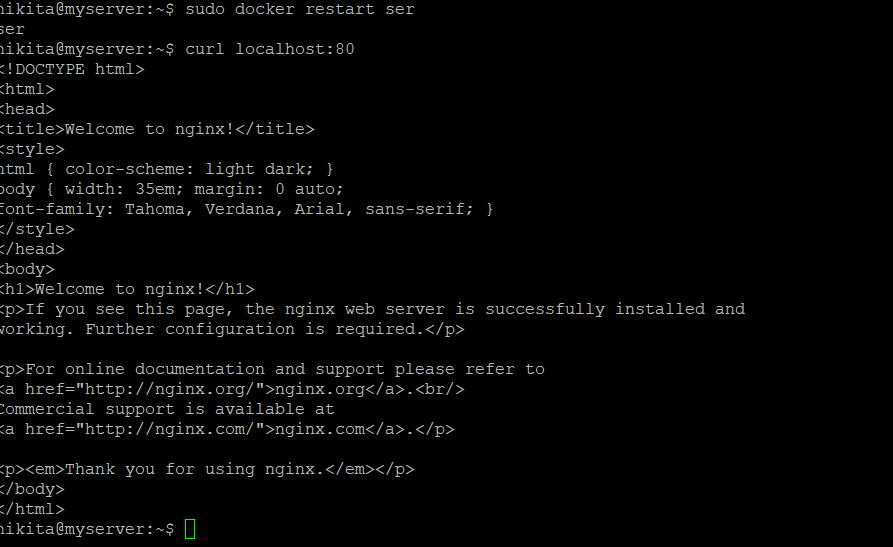 nikita@myserver:~$ sudo docker restart ser
ser
nikita@myserver:~$ curl localhost:80
<!DOCTYPE html>
<html>
<head>
<title>Welcome to nginx!</title>
<style>
html { color-scheme: light dark; }
body { width: 35em; margin: 0 auto;
font-family: Tahoma, Verdana, Arial, sans-serif; }
</style>
</head>
<body>
<h1>Welcome to nginx!</h1>
<p>If you see this page, the nginx web server is successfully installed and
working. Further configuration is required.</p>

<p>For online documentation and support please refer to
<a href="http://nginx.org/">nginx.org</a>.<br/>
Commercial support is available at
<a href="http://nginx.com/">nginx.com</a>.</p>

<p><em>Thank you for using nginx.</em></p>
</body>
</html>
nikita@myserver:~$